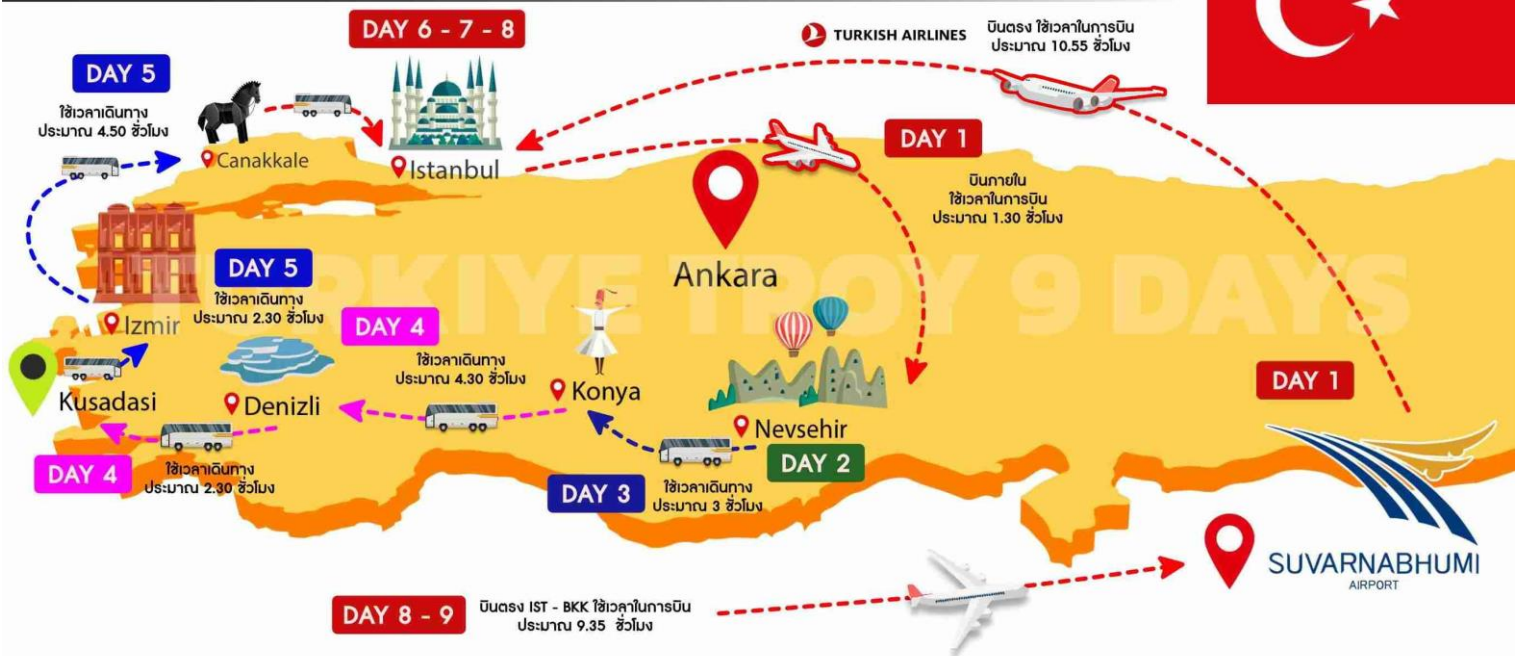 DAY 6 - 7 - 8
TURKISH AIRLINES
บินตรง ใช้เวลาในการบิน
ประมาณ 10.55 ชั่วโมง
DAY 5
ใช้เวลาเดินทาง
ประมาณ 4.50 ชั่วโมง
Canakkale
Istanbul
DAY 1
บินภายใน
ใช้เวลาในการบิน
ประมาณ 1.30 ชั่วโมง
Ankara
TURKIYE TROY 9 DAYS
DAY 5
ใช้เวลาเดินทาง
ประมาณ 2.30 ชั่วโมง
Izmir
DAY 4
ใช้เวลาเดินทาง
ประมาณ 4.30 ชั่วโมง
Kusadasi
Denizli
Konya
Nevsehir
DAY 1
DAY 4
ใช้เวลาเดินทาง
ประมาณ 2.30 ชั่วโมง
DAY 3
ใช้เวลาเดินทาง
ประมาณ 3 ชั่วโมง
DAY 2
SUVARNABHUMI
AIRPORT
DAY 8 - 9
บินตรง IST - BKK ใช้เวลาในการบิน
ประมาณ 9.35 ชั่วโมง